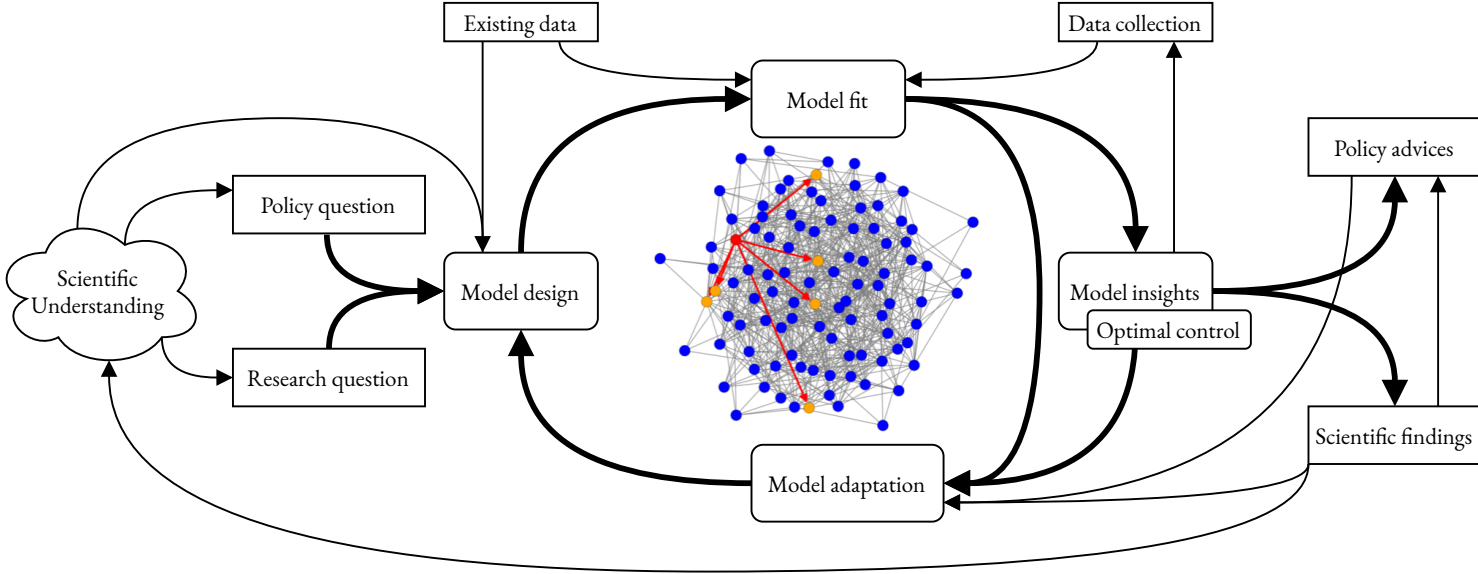 Existing data
Data collection
Model fit
Policy advices
Policy question
Scientific
Understanding
Model design
Model insights
Optimal control
Research question
Scientific findings
Model adaptation